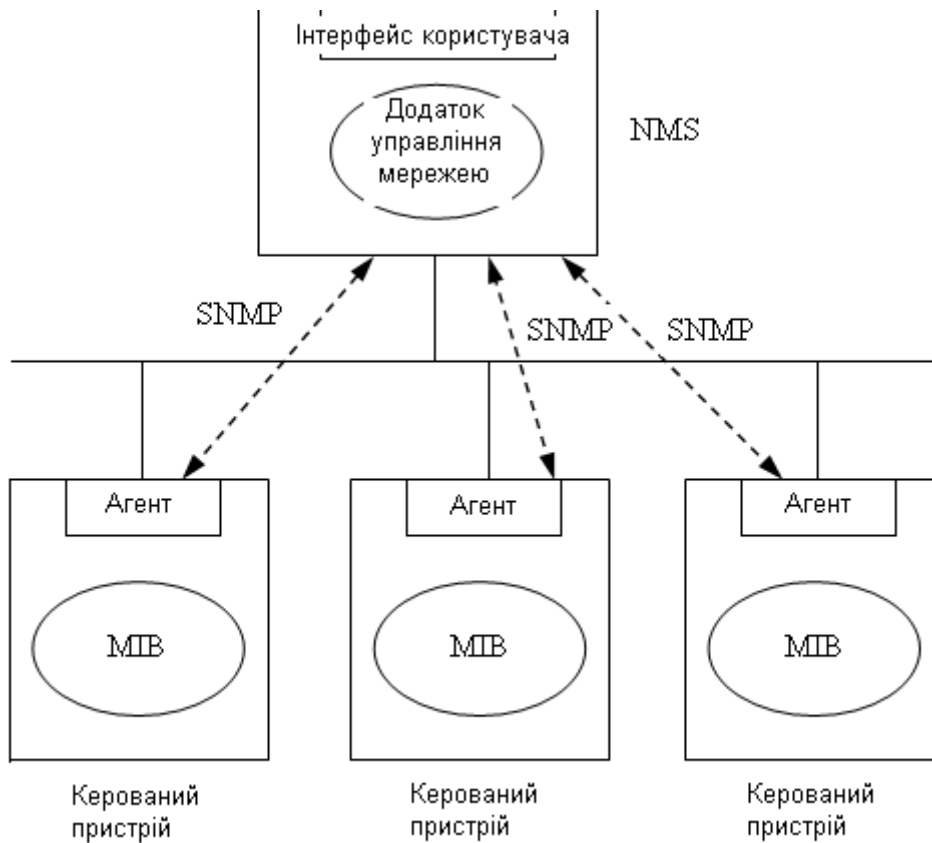 Інтерфейс користувача
Додаток
управління
мережею
NMS
SNMP
SNMP
SNMP
Агент
Агент
Агент
MIB
MIB
MIB
Керований
пристрій
Керований
пристрій
Керований
пристрій